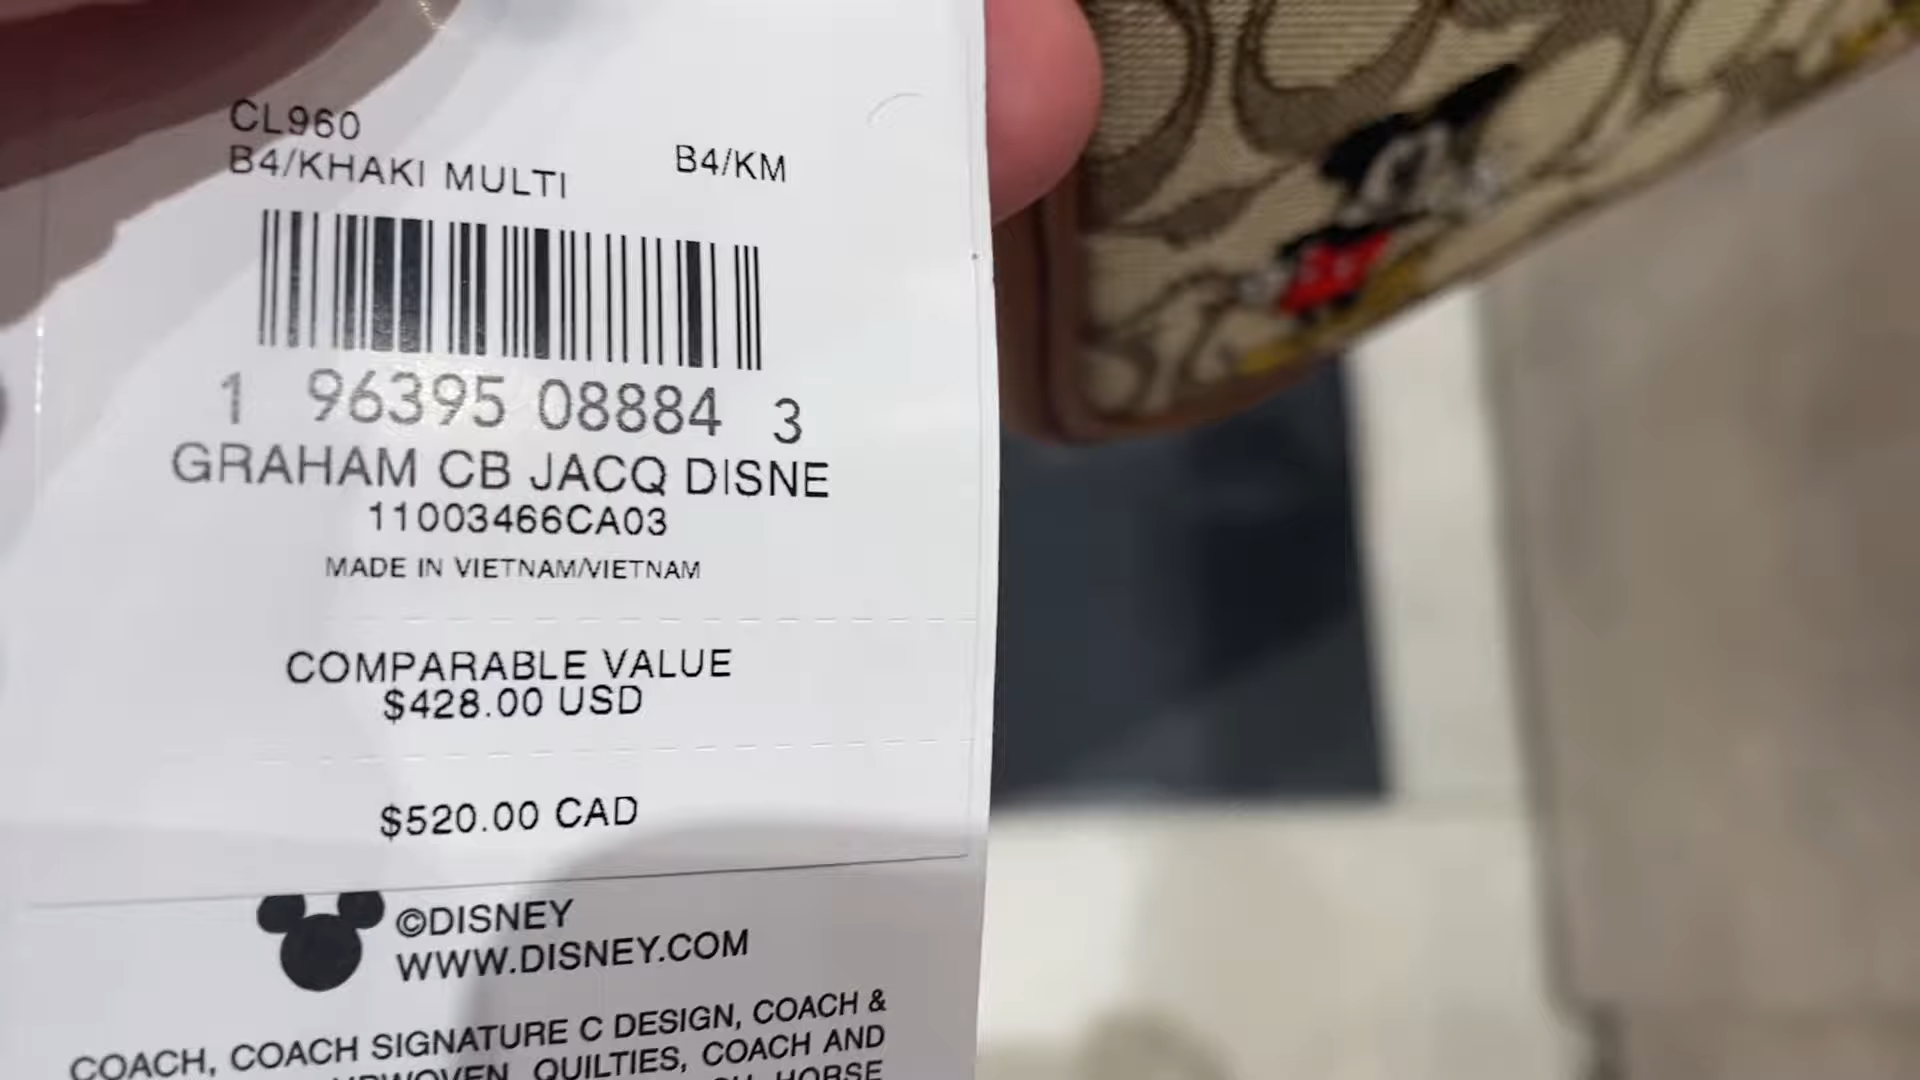 CL960
B4/KHAKI MULTI
B4/KM
1 96395 08884 3
GRAHAM CB JACQ DISNE
11003466CA03
MADE IN VIETNAM/VIETNAM
COMPARABLE VALUE
$428.00 USD
$520.00 CAD
©DISNEY
WWW.DISNEY.COM
COACH, COACH SIGNATURE C DESIGN, COACH &
QUILTIES, COACH AND
HORSE